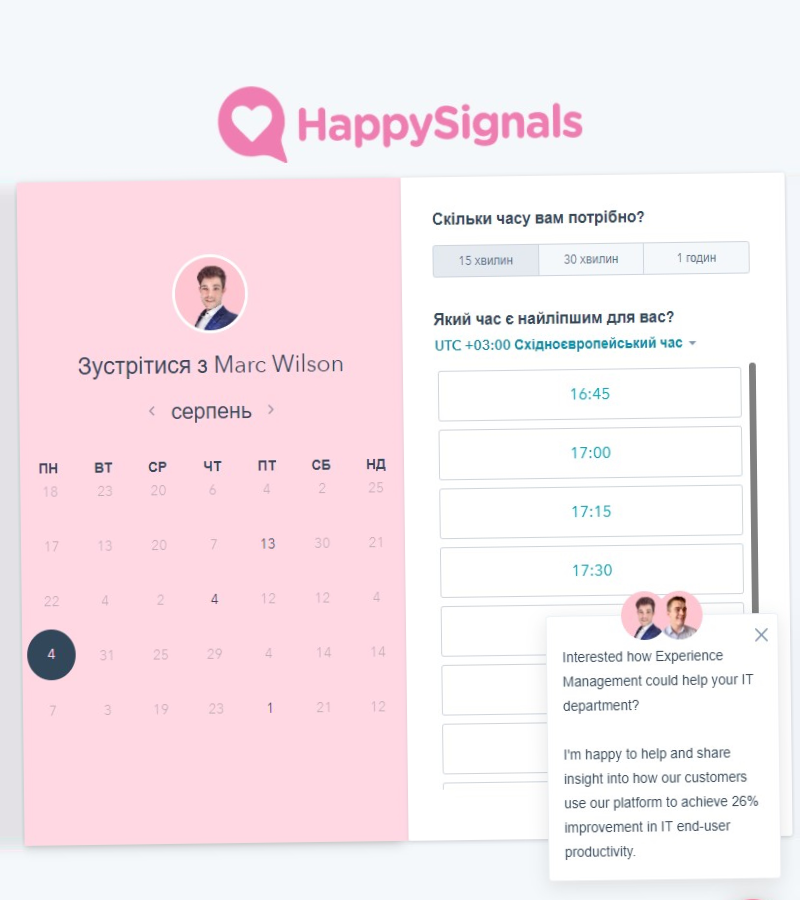 HappySignals
Зустрітися з Marc Wilson
серпень
ПН ВТ СР ЧТ ПТ СБ НД
18 23 20 6 4 2 25
17 13 20 7 13 30 21
22 4 2 4 12 12 4
4 31 25 29 4 14 14
7 3 19 23 1 21 12
Скільки часу вам потрібно?
15 хвилин 30 хвилин 1 годин
Який час є найліпшим для вас?
UTC +03:00 Східноєвропейський час
16:45
17:00
17:15
17:30
Interested how Experience
Management could help your IT
department?
I'm happy to help and share
insight into how our customers
use our platform to achieve 26%
improvement in IT end-user
productivity.